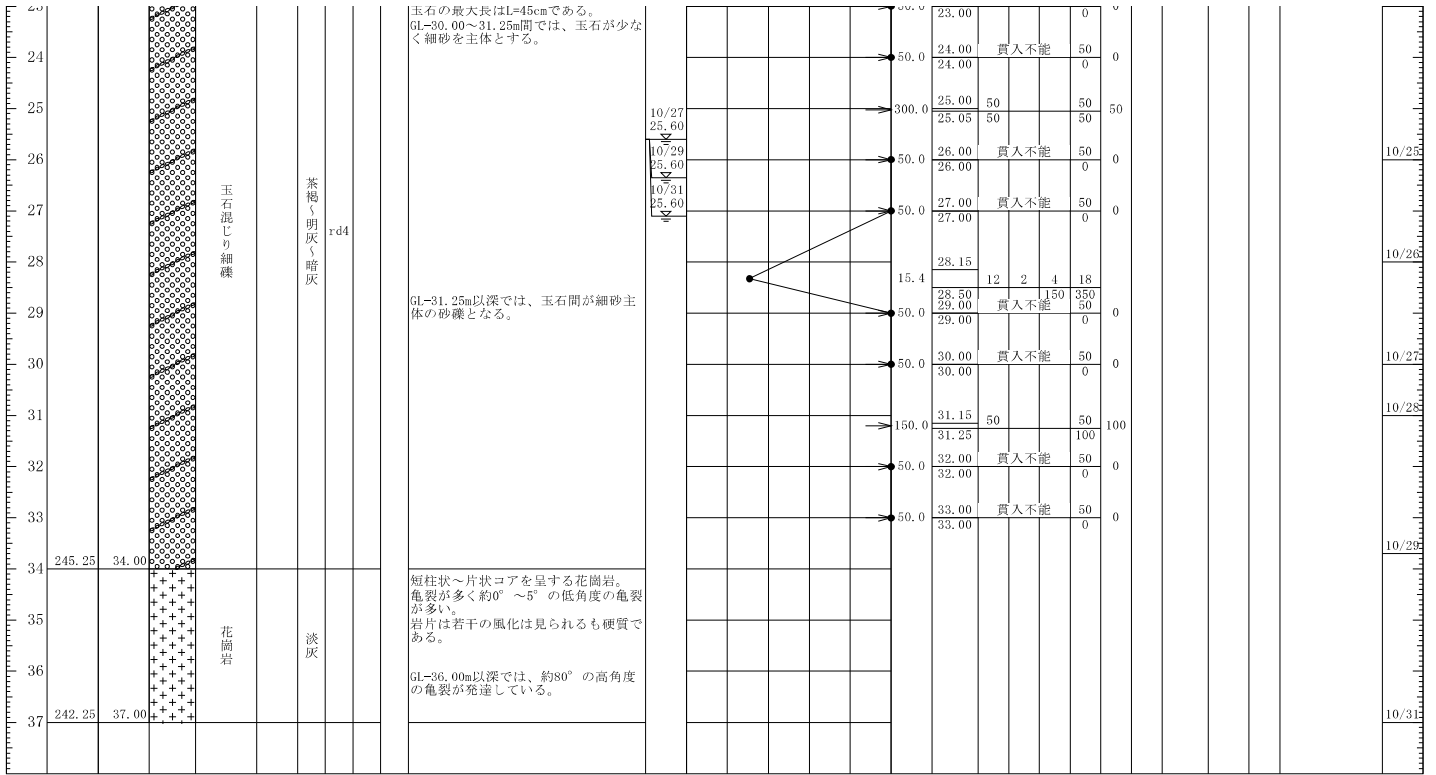 玉石の最大長はL=45cmである。
GL-30.00～31.25m間では、玉石が少な
く細砂を主体とする。
GL-31.25m以深では、玉石間が細砂主
体の砂礫となる。
短柱状～片状コアを呈する花崗岩。
亀裂が多く約0°～5°の低角度の亀裂
が多い。
岩片は若干の風化は見られるも硬質で
ある。
GL-36.00m以深では、約80°の高角度
の亀裂が発達している。
24
25
26
27
28
29
30
31
32
33
34
35
36
37
245.25 34.00
242.25 37.00
玉石混じり細礫
茶褐～明灰～暗灰
rd4
花崗岩
淡灰
10/27
25.60
10/29
25.60
10/31
25.60
23.00 0
50.0 24.00 貫入不能 50 0
24.00 0
300.0 25.00 50 50 50
25.05 50 50
50.0 26.00 貫入不能 50 0
26.00 0
50.0 27.00 貫入不能 50 0
27.00 0
15.4 28.15 12 2 4 18
28.50 150 350
50.0 29.00 貫入不能 50 0
29.00 0
50.0 30.00 貫入不能 50 0
30.00 0
150.0 31.15 50 50 100
31.25 100
50.0 32.00 貫入不能 50 0
32.00 0
50.0 33.00 貫入不能 50 0
33.00 0
10/25
10/26
10/27
10/28
10/29
10/31